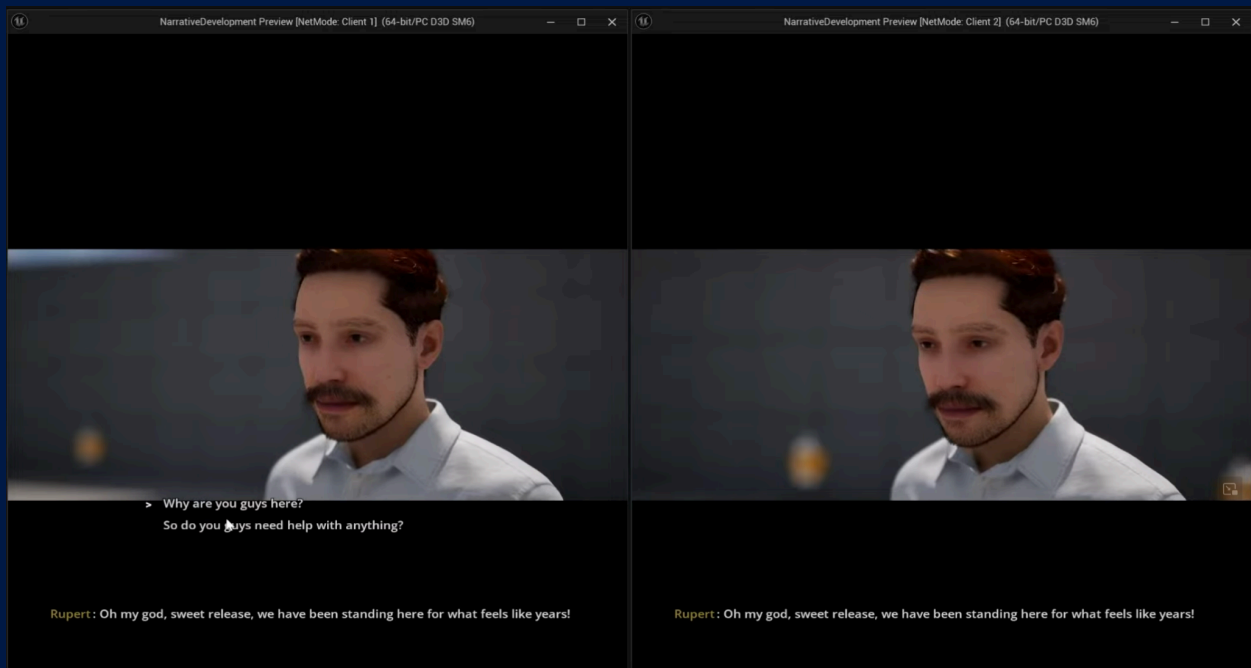 NarrativeDevelopment Preview [NetMode: Client 1] (64-bit/PC D3D SM6)
> Why are you guys here?
So do you guys need help with anything?
Rupert: Oh my god, sweet release, we have been standing here for what feels like years!
NarrativeDevelopment Preview [NetMode: Client 2] (64-bit/PC D3D SM6)
Rupert: Oh my god, sweet release, we have been standing here for what feels like years!